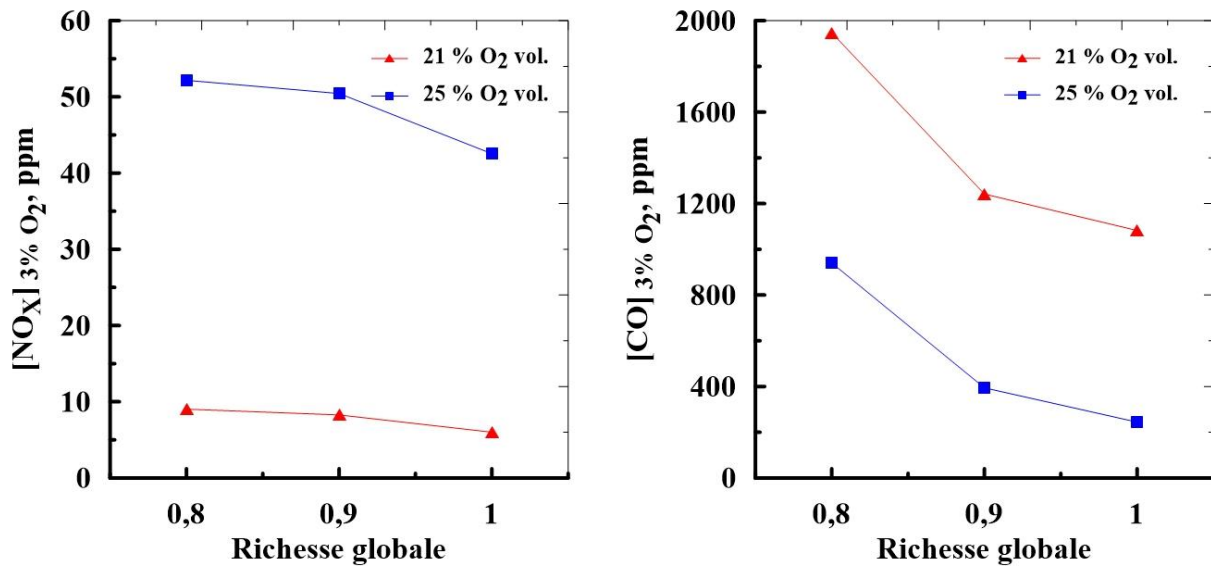 60
50
40
30
20
10
0
[NOX] 3% O2, ppm
21 % O2 vol.
25 % O2 vol.
0,8 0,9 1
Richesse globale
2000
1600
1200
800
400
0
[CO] 3% O2, ppm
21 % O2 vol.
25 % O2 vol.
0,8 0,9 1
Richesse globale